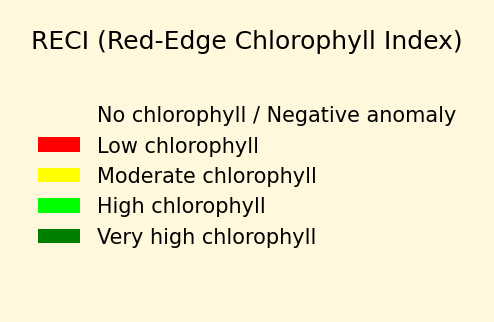 RECI (Red-Edge Chlorophyll Index)
No chlorophyll / Negative anomaly
Low chlorophyll
Moderate chlorophyll
High chlorophyll
Very high chlorophyll